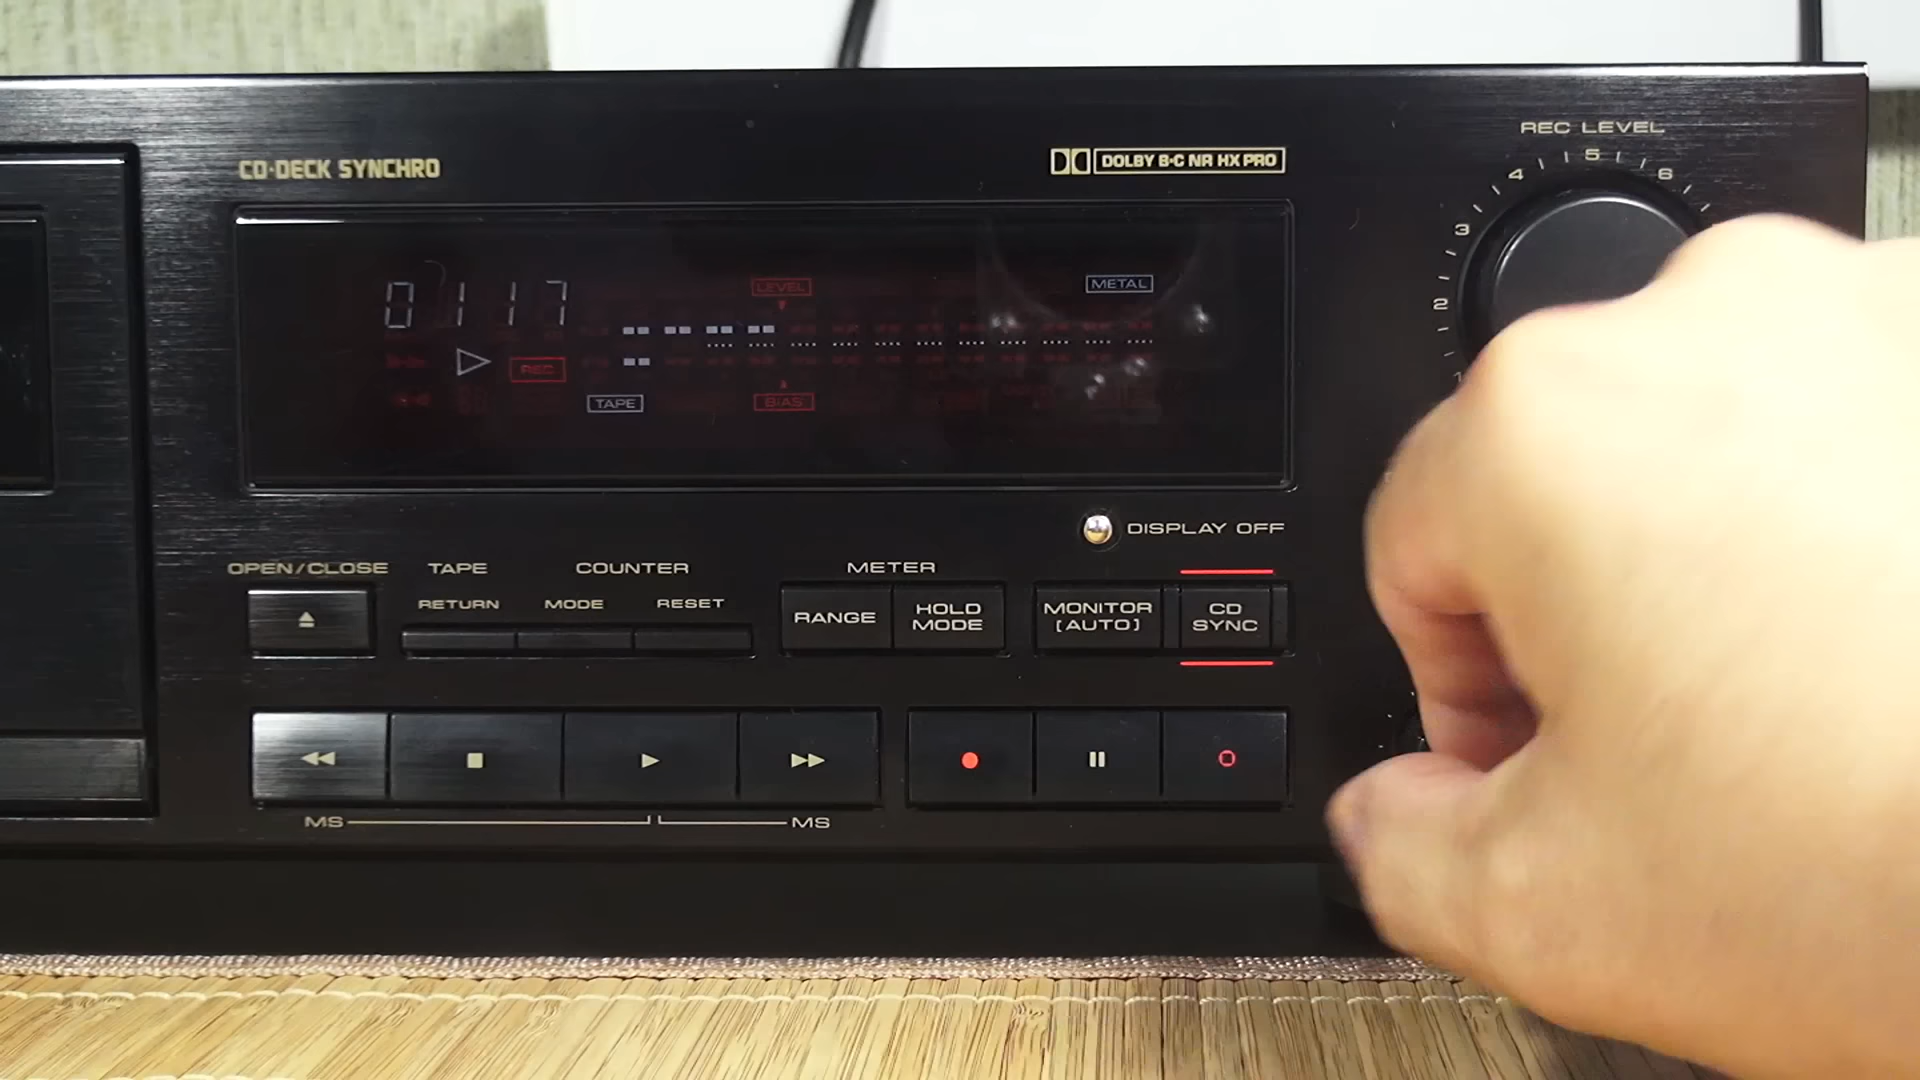 REC LEVEL
CD·DECK SYNCHRO
DOLBY B·C NR HX PRO
4 5 6
3
2
1
0117
LEVEL
METAL
REC
TAPE
BIAS
DISPLAY OFF
OPEN/CLOSE TAPE COUNTER METER
RETURN MODE RESET
RANGE HOLD MODE
MONITOR [AUTO]
CD SYNC
MS MS